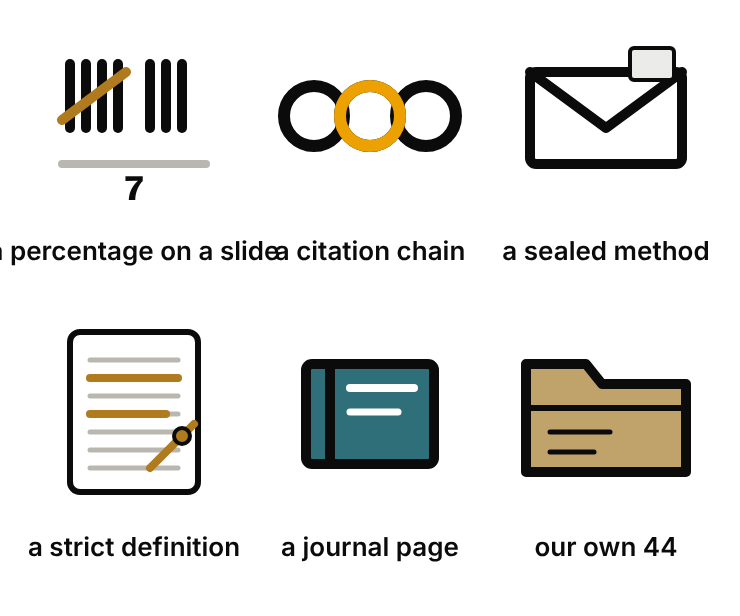 7
a percentage on a slide
a citation chain
a sealed method
a strict definition
a journal page
our own 44